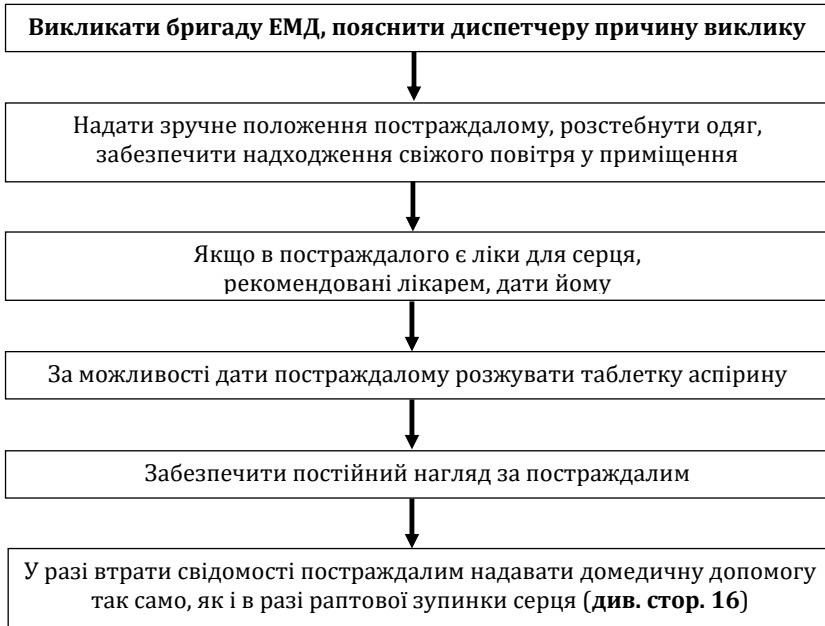 Викликати бригаду ЕМД, пояснити диспетчеру причину виклику
Надати зручне положення постраждалому, розстебнути одяг,
забезпечити надходження свіжого повітря у приміщення
Якщо в постраждалого є ліки для серця,
рекомендовані лікарем, дати йому
За можливості дати постраждалому розжувати таблетку аспірину
Забезпечити постійний нагляд за постраждалим
У разі втрати свідомості постраждалим надавати домедичну допомогу
так само, як і в разі раптової зупинки серця (див. стор. 16)